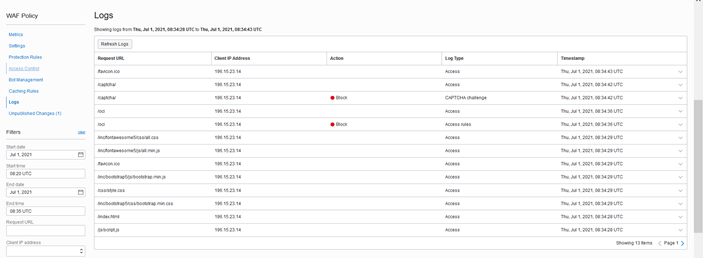 WAF Policy
Metrics
Settings
Protection Rules
Access Control
Bot Management
Caching Rules
Logs
Unpublished Changes (1)
Filters
Start date
Jul 1, 2021
Start time
08:20 UTC
End date
Jul 1, 2021
End time
08:35 UTC
Request URL
Client IP address
Logs
Showing logs from Thu, Jul 1, 2021, 08:34:28 UTC to Thu, Jul 1, 2021, 08:34:43 UTC
Refresh Logs
Request URL Client IP Address Action Log Type Timestamp
/favicon.ico 196.15.23.14 Access Thu, Jul 1, 2021, 08:34:43 UTC
/captchar 196.15.23.14 Access Thu, Jul 1, 2021, 08:34:42 UTC
/captchar 196.15.23.14 Block CAPTCHA challenge Thu, Jul 1, 2021, 08:34:42 UTC
/oci 196.15.23.14 Access Thu, Jul 1, 2021, 08:34:36 UTC
/oci 196.15.23.14 Block Access rules Thu, Jul 1, 2021, 08:34:36 UTC
/inc/fontawesome5/css/all.css 196.15.23.14 Access Thu, Jul 1, 2021, 08:34:29 UTC
/inc/fontawesome5/js/all.min.js 196.15.23.14 Access Thu, Jul 1, 2021, 08:34:29 UTC
/favicon.ico 196.15.23.14 Access Thu, Jul 1, 2021, 08:34:29 UTC
/inc/bootstrap5/js/bootstrap.min.js 196.15.23.14 Access Thu, Jul 1, 2021, 08:34:29 UTC
/css/style.css 196.15.23.14 Access Thu, Jul 1, 2021, 08:34:29 UTC
/inc/bootstrap5/css/bootstrap.min.css 196.15.23.14 Access Thu, Jul 1, 2021, 08:34:29 UTC
/index.html 196.15.23.14 Access Thu, Jul 1, 2021, 08:34:28 UTC
/js/script.js 196.15.23.14 Access Thu, Jul 1, 2021, 08:34:28 UTC
Showing 13 Items Page 1